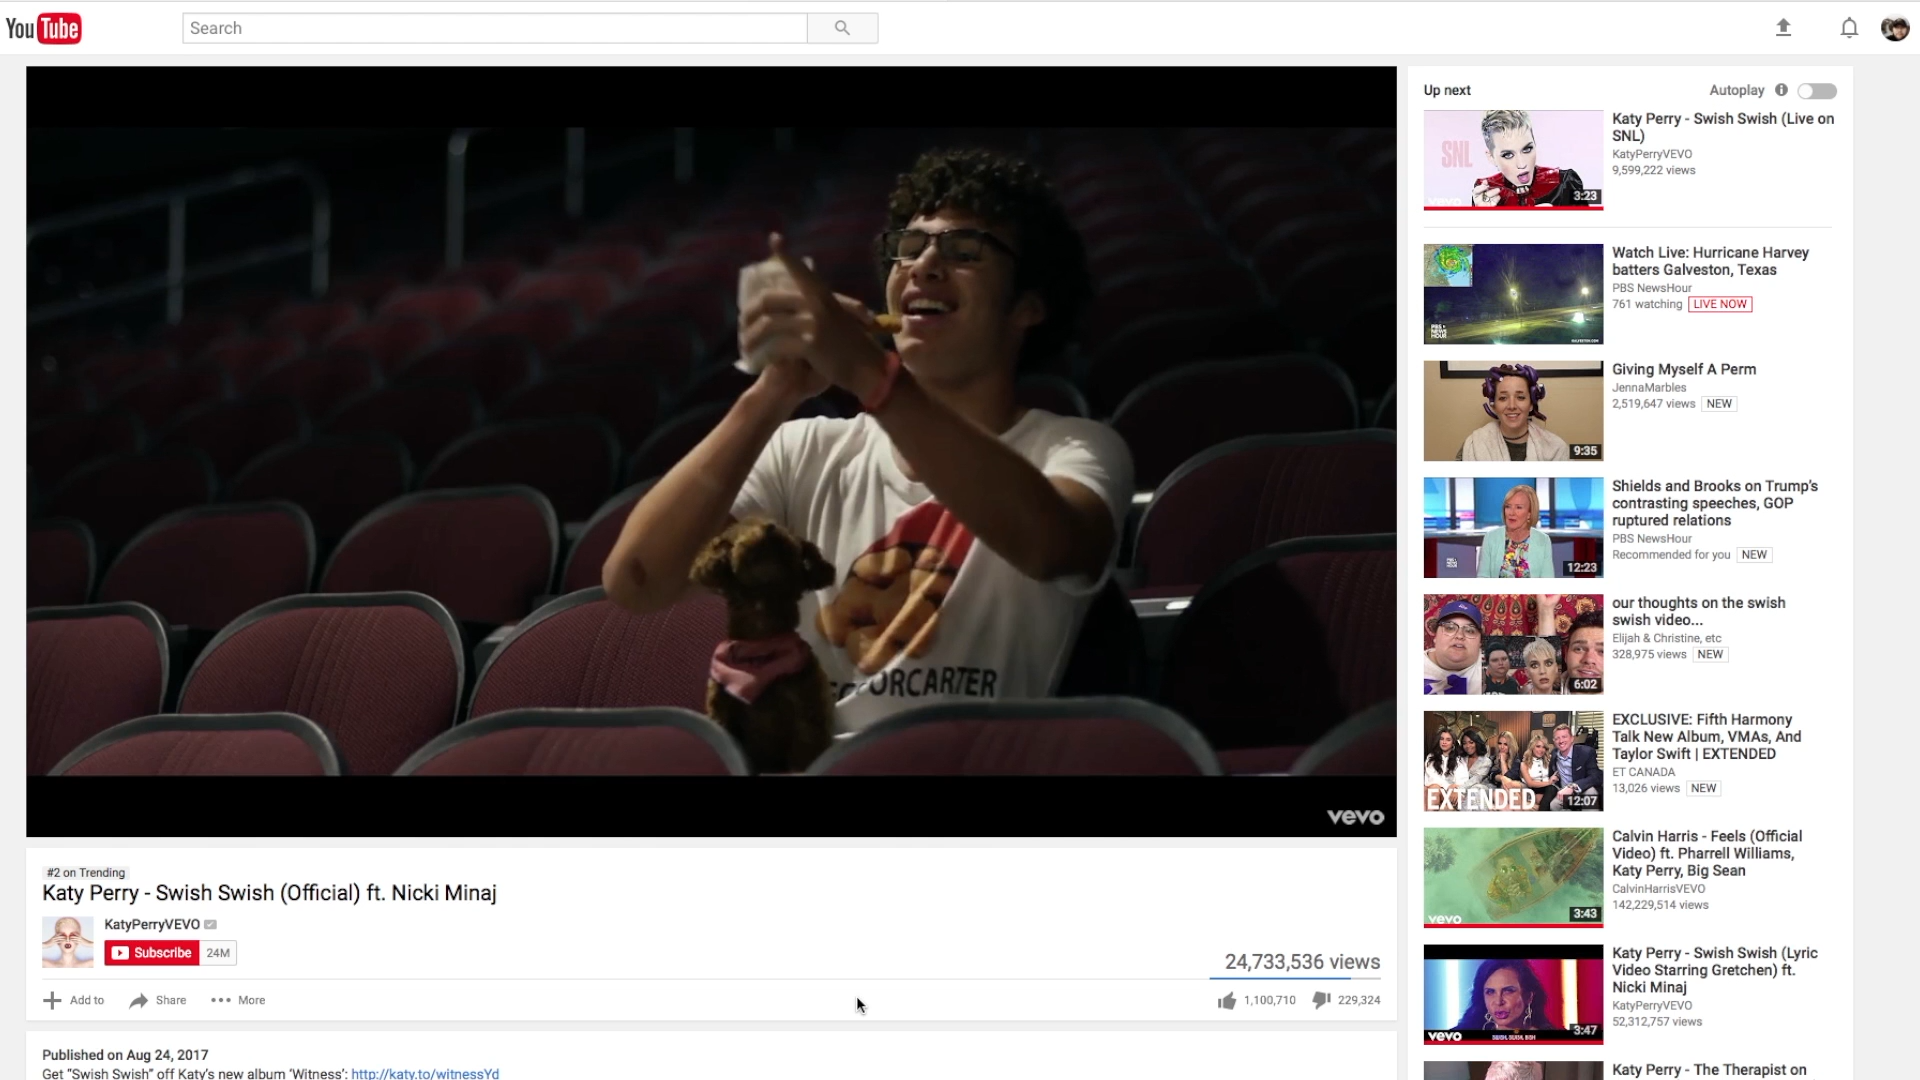 YouTube
Search
vevo
FORCARTER
#2 on Trending
Katy Perry - Swish Swish (Official) ft. Nicki Minaj
KatyPerryVEVO
Subscribe 24M
24,733,536 views
Add to Share More
1,100,710 229,324
Published on Aug 24, 2017
Get “Swish Swish” off Katy’s new album ‘Witness’: http://katy.to/witnessYd
Up next
Autoplay
SNL
vevo
3:23
Katy Perry - Swish Swish (Live on
SNL)
KatyPerryVEVO
9,599,222 views
PBS NEWS HOUR
Watch Live: Hurricane Harvey
batters Galveston, Texas
PBS NewsHour
761 watching LIVE NOW
9:35
Giving Myself A Perm
JennaMarbles
2,519,647 views NEW
12:23
Shields and Brooks on Trump’s
contrasting speeches, GOP
ruptured relations
PBS NewsHour
Recommended for you NEW
6:02
our thoughts on the swish
swish video...
Elijah & Christine, etc
328,975 views NEW
EXTENDED
12:07
EXCLUSIVE: Fifth Harmony
Talk New Album, VMAs, And
Taylor Swift | EXTENDED
ET CANADA
13,026 views NEW
vevo
3:43
Calvin Harris - Feels (Official
Video) ft. Pharrell Williams,
Katy Perry, Big Sean
CalvinHarrisVEVO
142,229,514 views
vevo
SWISH, SWISH, BISH
3:47
Katy Perry - Swish Swish (Lyric
Video Starring Gretchen) ft.
Nicki Minaj
KatyPerryVEVO
52,312,757 views
Katy Perry - The Therapist on